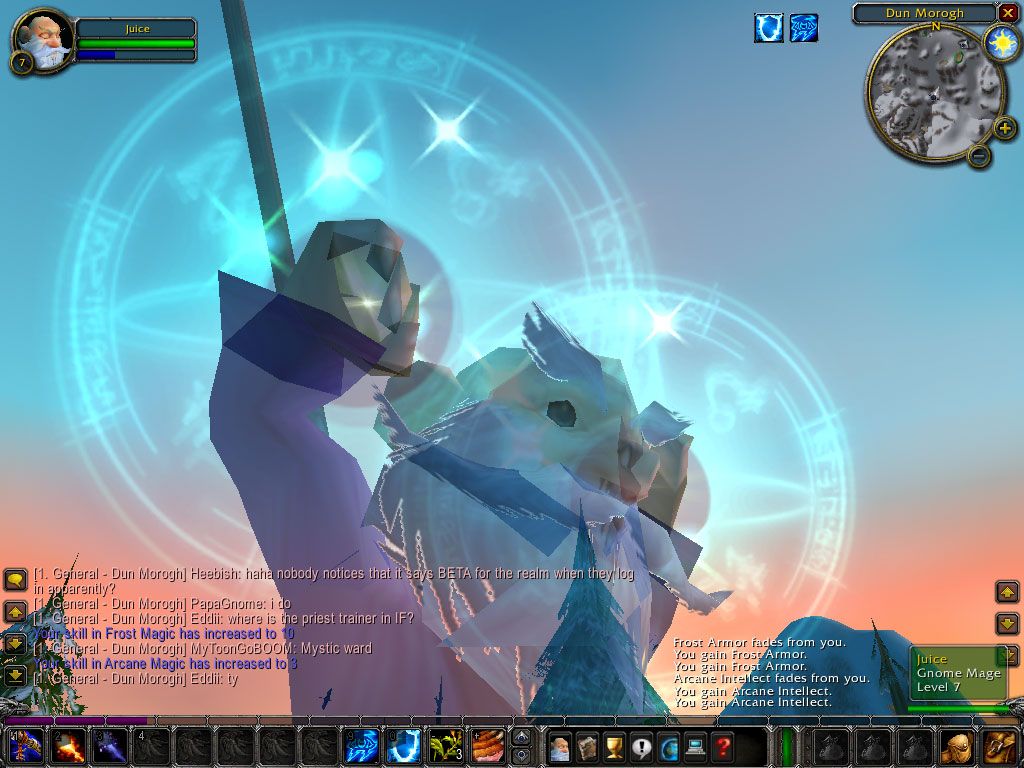 Juice
7
Dun Morogh
N
[1. General - Dun Morogh] Heebish: haha nobody notices that it says BETA for the realm when they log
in apparently?
[1. General - Dun Morogh] PapaGnome: i do
[1. General - Dun Morogh] Eddii: where is the priest trainer in IF?
Your skill in Frost Magic has increased to 10
[1. General - Dun Morogh] MyToonGoBOOM: Mystic ward
Your skill in Arcane Magic has increased to 3
[1. General - Dun Morogh] Eddii: ty
Frost Armor fades from you.
You gain Frost Armor.
You gain Frost Armor.
Arcane Intellect fades from you.
You gain Arcane Intellect.
You gain Arcane Intellect.
Juice
Gnome Mage
Level 7
1 2 3 4
3